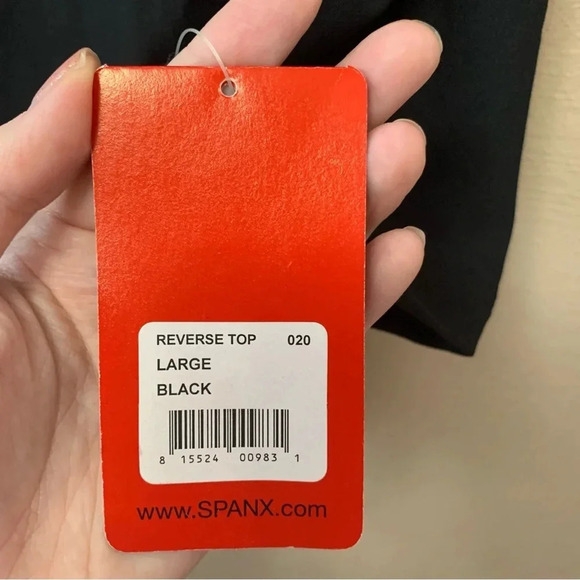 REVERSE TOP 020
LARGE
BLACK
8 15524 00983 1
www.SPANX.com